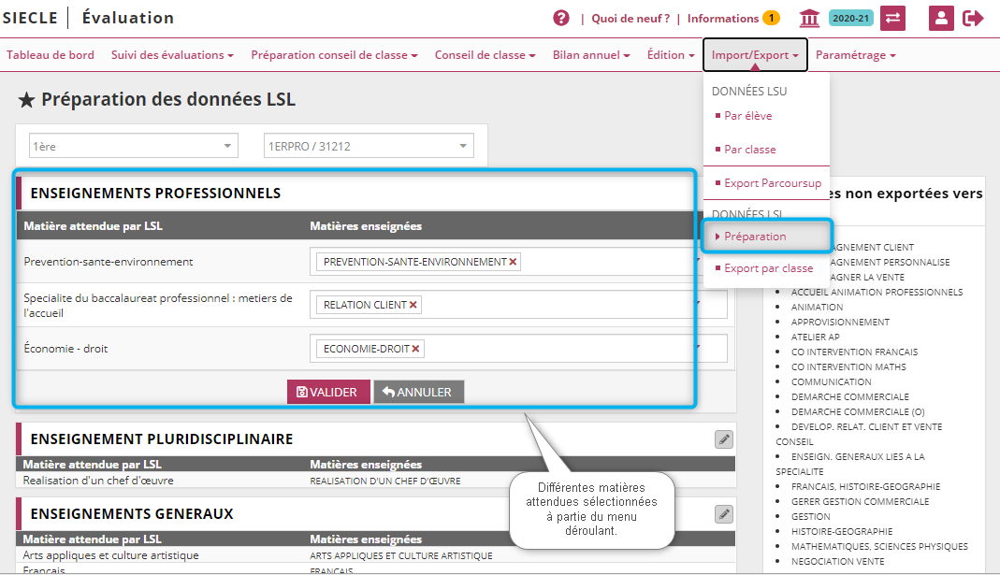 SIECLE | Évaluation
? | Quoi de neuf ? | Informations 1 2020-21
Tableau de bord Suivi des évaluations Préparation conseil de classe Conseil de classe Bilan annuel Édition Import/Export Paramétrage
Préparation des données LSL
1ère
1ERPRO / 31212
DONNÉES LSU
Par élève
Par classe
Export Parcoursup
DONNÉES LSL
Préparation
Export par classe
ENSEIGNEMENTS PROFESSIONNELS
Matière attendue par LSL Matières enseignées
Prevention-sante-environnement PREVENTION-SANTE-ENVIRONNEMENT
Specialite du baccalaureat professionnel : metiers de
l'accueil
RELATION CLIENT
Économie - droit ECONOMIE-DROIT
VALIDER ANNULER
ENSEIGNEMENT PLURIDISCIPLINAIRE
Matière attendue par LSL Matières enseignées
Realisation d'un chef d'œuvre REALISATION D'UN CHEF D'ŒUVRE
ENSEIGNEMENTS GENERAUX
Matière attendue par LSL Matières enseignées
Arts appliques et culture artistique ARTS APPLIQUES ET CULTURE ARTISTIQUE
Français FRANCAIS
Différentes matières
attendues sélectionnées
à partie du menu
déroulant.
es non exportées vers
AGNEMENT CLIENT
AGNEMENT PERSONNALISE
AGNER LA VENTE
ACCUEIL ANIMATION PROFESSIONNELS
ANIMATION
APPROVISIONNEMENT
ATELIER AP
CO INTERVENTION FRANCAIS
CO INTERVENTION MATHS
COMMUNICATION
DEMARCHE COMMERCIALE
DEMARCHE COMMERCIALE (O)
DEVELOP. RELAT. CLIENT ET VENTE
CONSEIL
ENSEIGN. GENERAUX LIES A LA
SPECIALITE
FRANCAIS, HISTOIRE-GEOGRAPHIE
GERER GESTION COMMERCIALE
GESTION
HISTOIRE-GEOGRAPHIE
MATHEMATIQUES, SCIENCES PHYSIQUES
NEGOCIATION VENTE